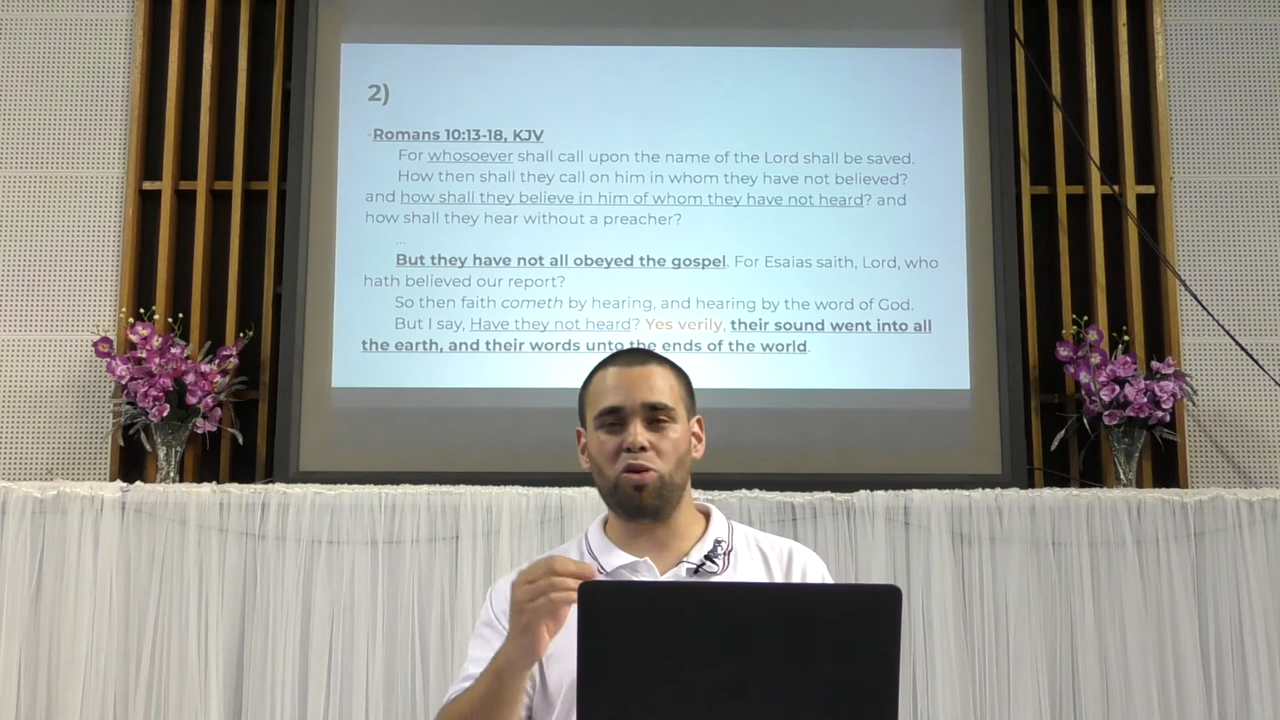 2)
-Romans 10:13-18, KJV
For whosoever shall call upon the name of the Lord shall be saved.
How then shall they call on him in whom they have not believed?
and how shall they believe in him of whom they have not heard? and
how shall they hear without a preacher?
...
But they have not all obeyed the gospel. For Esaias saith, Lord, who
hath believed our report?
So then faith cometh by hearing, and hearing by the word of God.
But I say, Have they not heard? Yes verily, their sound went into all
the earth, and their words unto the ends of the world.